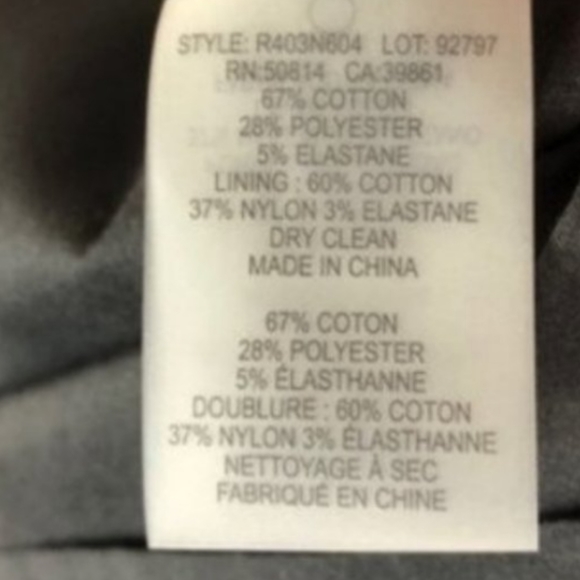 STYLE: R403N604 LOT: 92797
RN:50814 CA:39861
67% COTTON
28% POLYESTER
5% ELASTANE
LINING : 60% COTTON
37% NYLON 3% ELASTANE
DRY CLEAN
MADE IN CHINA
67% COTON
28% POLYESTER
5% ÉLASTHANNE
DOUBLURE : 60% COTON
37% NYLON 3% ÉLASTHANNE
NETTOYAGE À SEC
FABRIQUÉ EN CHINE